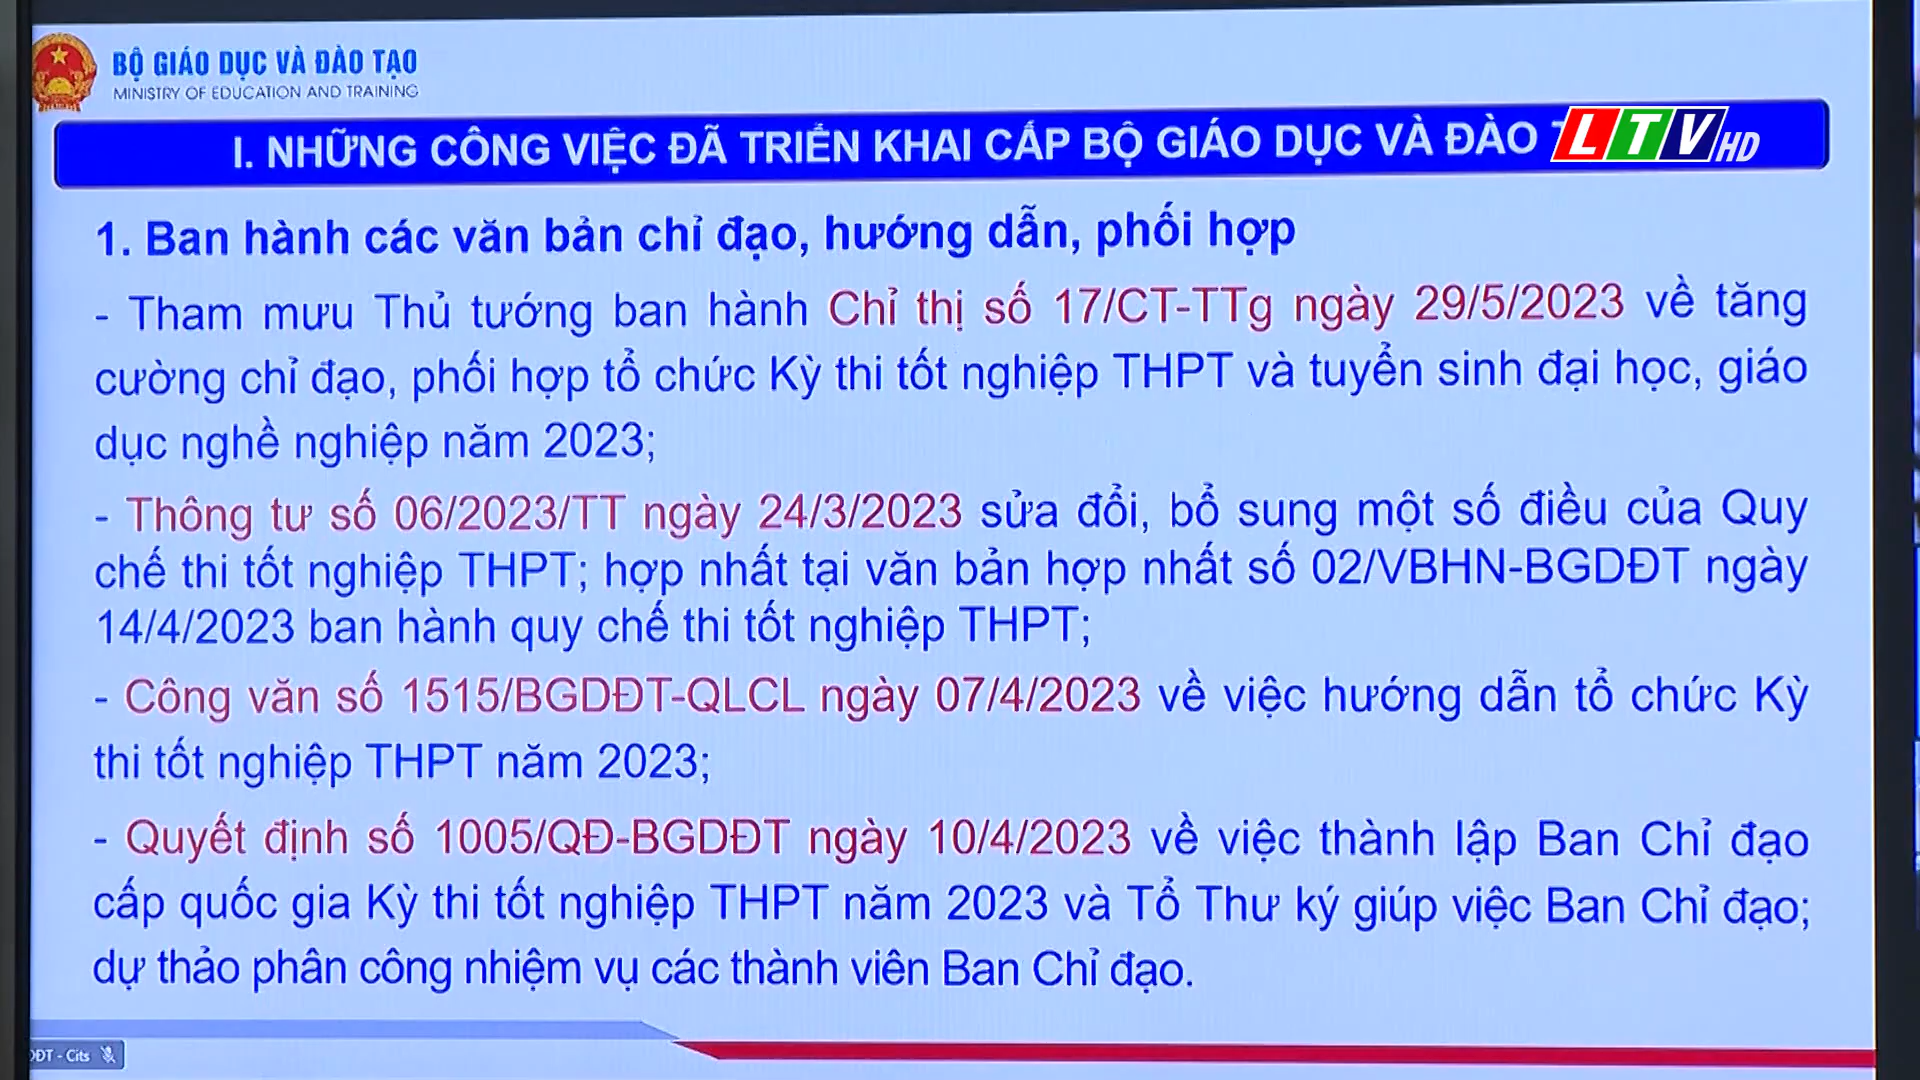 BỘ GIÁO DỤC VÀ ĐÀO TẠO
MINISTRY OF EDUCATION AND TRAINING
I. NHỮNG CÔNG VIỆC ĐÃ TRIỂN KHAI CẤP BỘ GIÁO DỤC VÀ ĐÀO
LTV HD
1. Ban hành các văn bản chỉ đạo, hướng dẫn, phối hợp
- Tham mưu Thủ tướng ban hành Chỉ thị số 17/CT-TTg ngày 29/5/2023 về tăng
cường chỉ đạo, phối hợp tổ chức Kỳ thi tốt nghiệp THPT và tuyển sinh đại học, giáo
dục nghề nghiệp năm 2023;
- Thông tư số 06/2023/TT ngày 24/3/2023 sửa đổi, bổ sung một số điều của Quy
chế thi tốt nghiệp THPT; hợp nhất tại văn bản hợp nhất số 02/VBHN-BGDĐT ngày
14/4/2023 ban hành quy chế thi tốt nghiệp THPT;
- Công văn số 1515/BGDĐT-QLCL ngày 07/4/2023 về việc hướng dẫn tổ chức Kỳ
thi tốt nghiệp THPT năm 2023;
- Quyết định số 1005/QĐ-BGDĐT ngày 10/4/2023 về việc thành lập Ban Chỉ đạo
cấp quốc gia Kỳ thi tốt nghiệp THPT năm 2023 và Tổ Thư ký giúp việc Ban Chỉ đạo;
dự thảo phân công nhiệm vụ các thành viên Ban Chỉ đạo.
- Cits